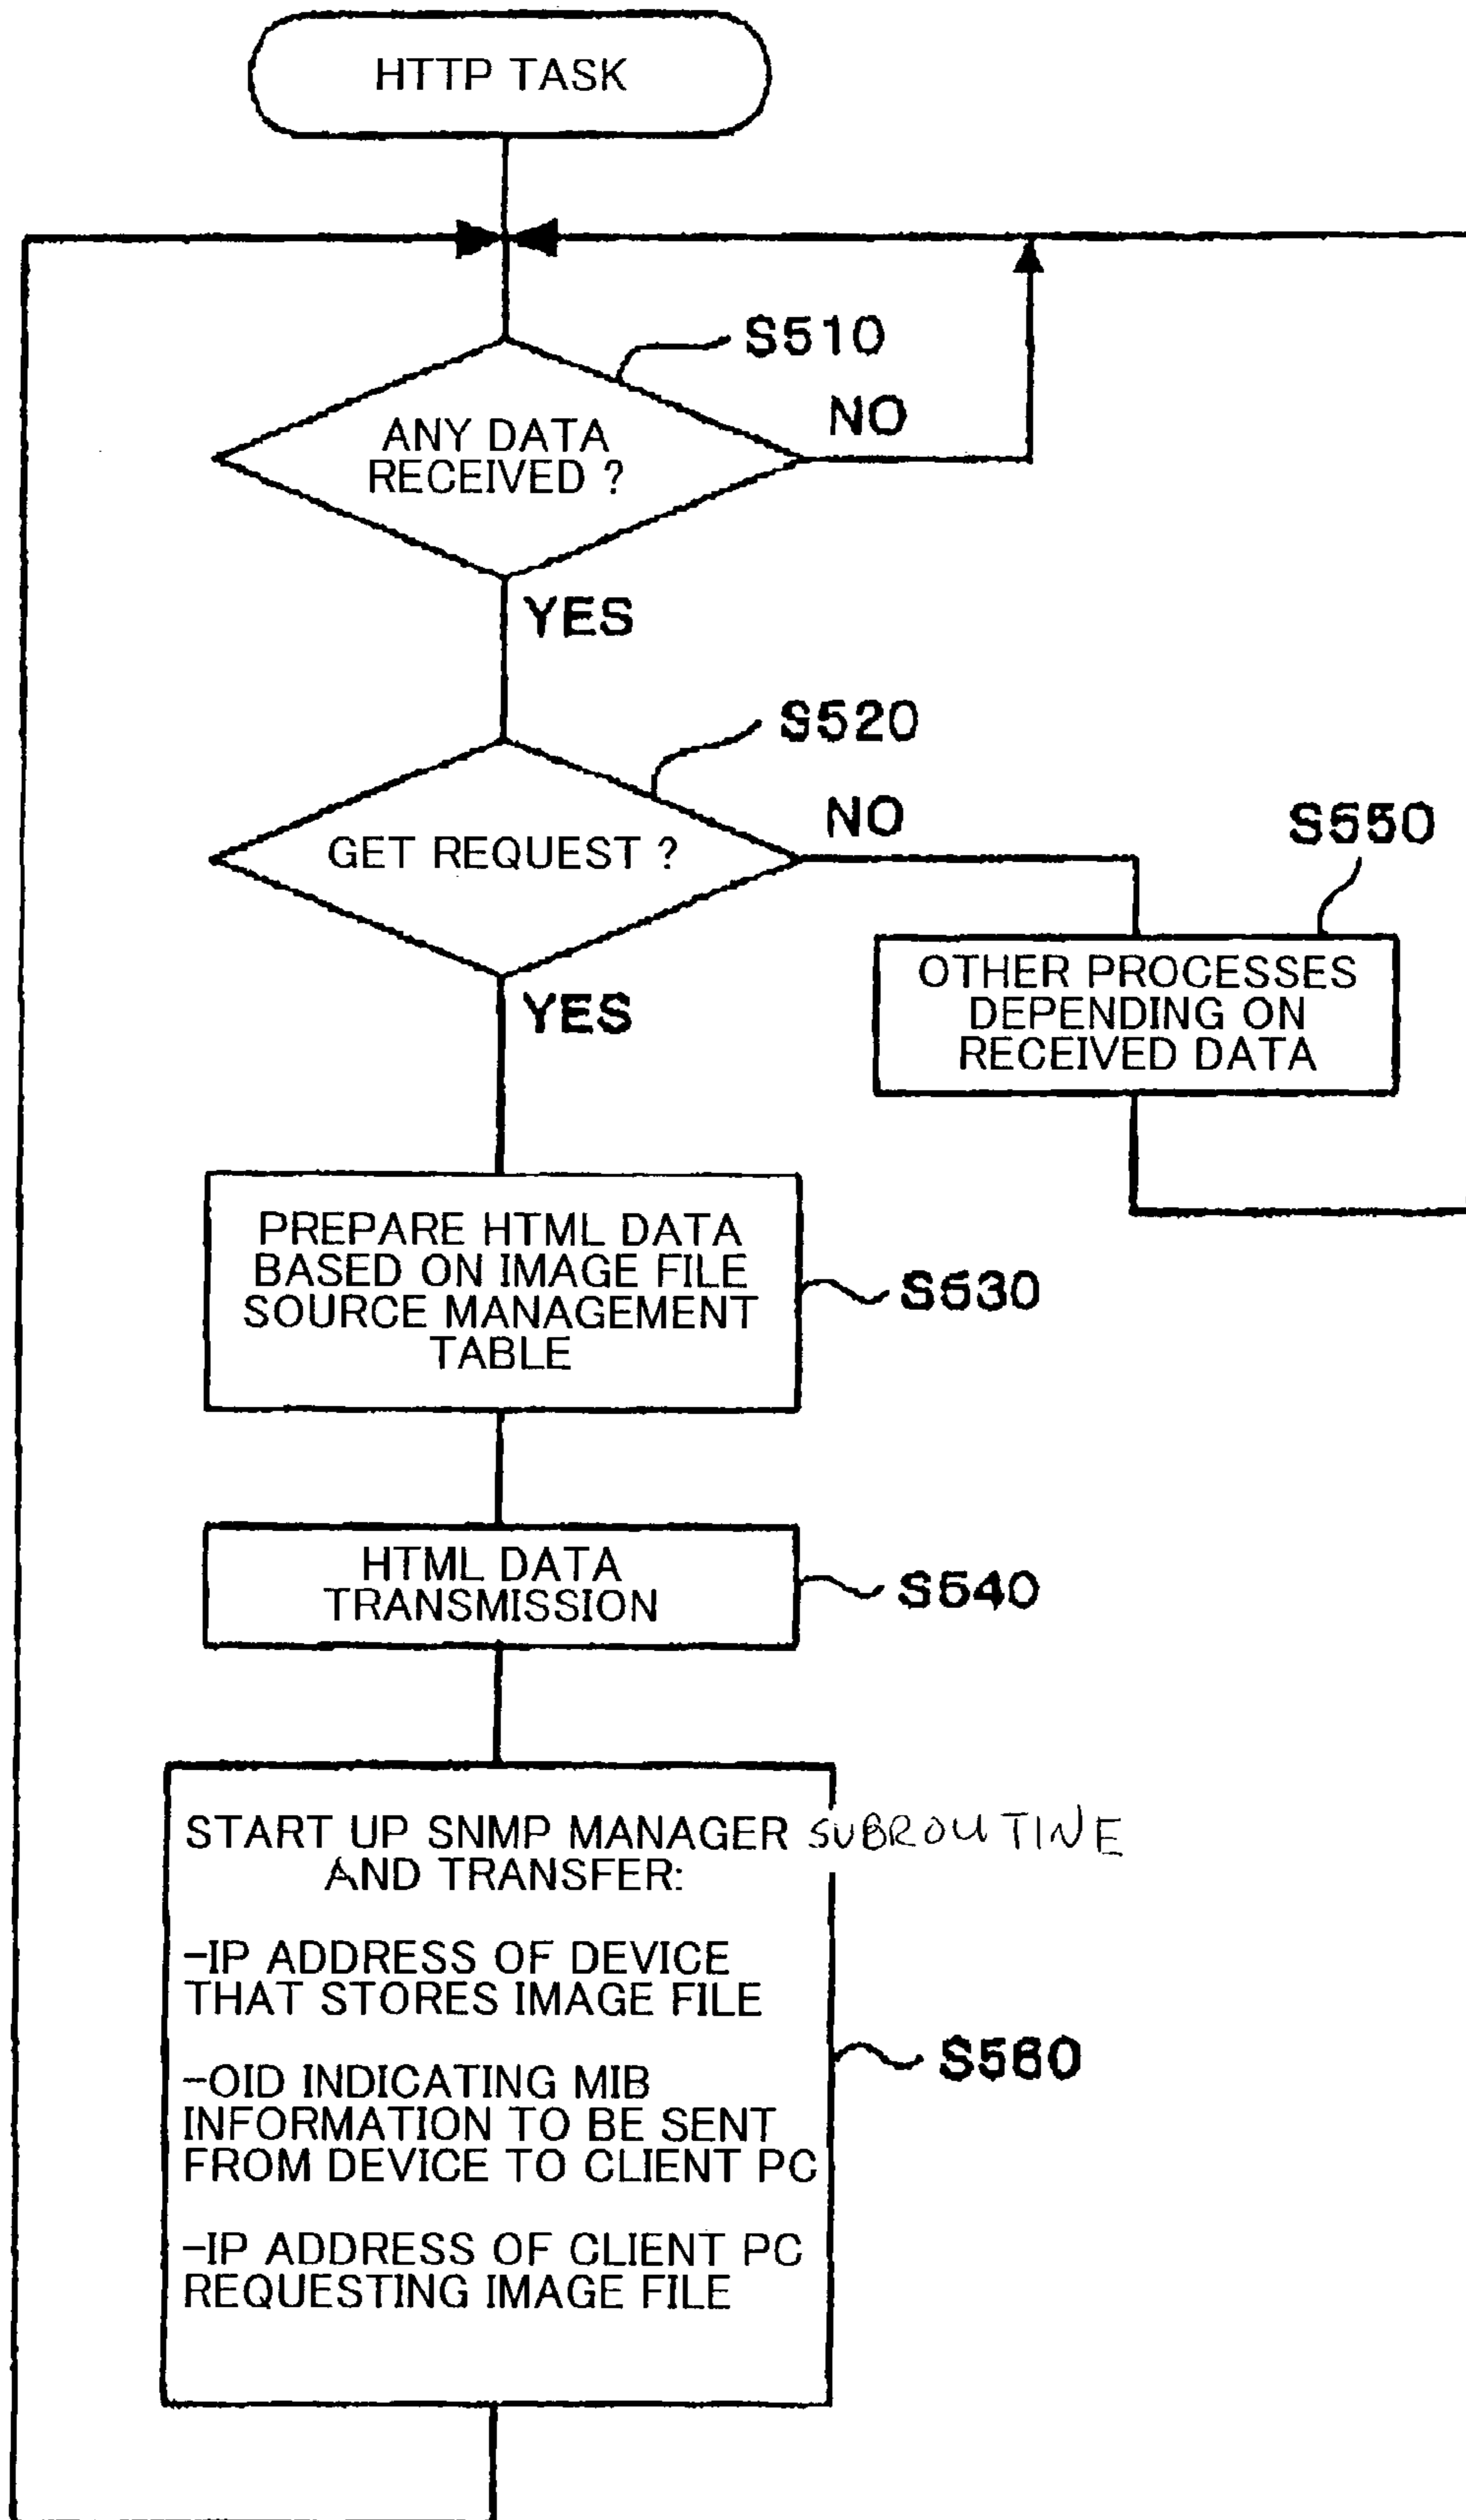 HTTP TASK
S510
ANY DATA
RECEIVED ?
NO
YES
S520
GET REQUEST ?
NO
S550
OTHER PROCESSES
DEPENDING ON
RECEIVED DATA
YES
PREPARE HTML DATA
BASED ON IMAGE FILE
SOURCE MANAGEMENT
TABLE
S530
HTML DATA
TRANSMISSION
S540
START UP SNMP MANAGER SUBROUTINE
AND TRANSFER:
-IP ADDRESS OF DEVICE
THAT STORES IMAGE FILE
-OID INDICATING MIB
INFORMATION TO BE SENT
FROM DEVICE TO CLIENT PC
S560
-IP ADDRESS OF CLIENT PC
REQUESTING IMAGE FILE